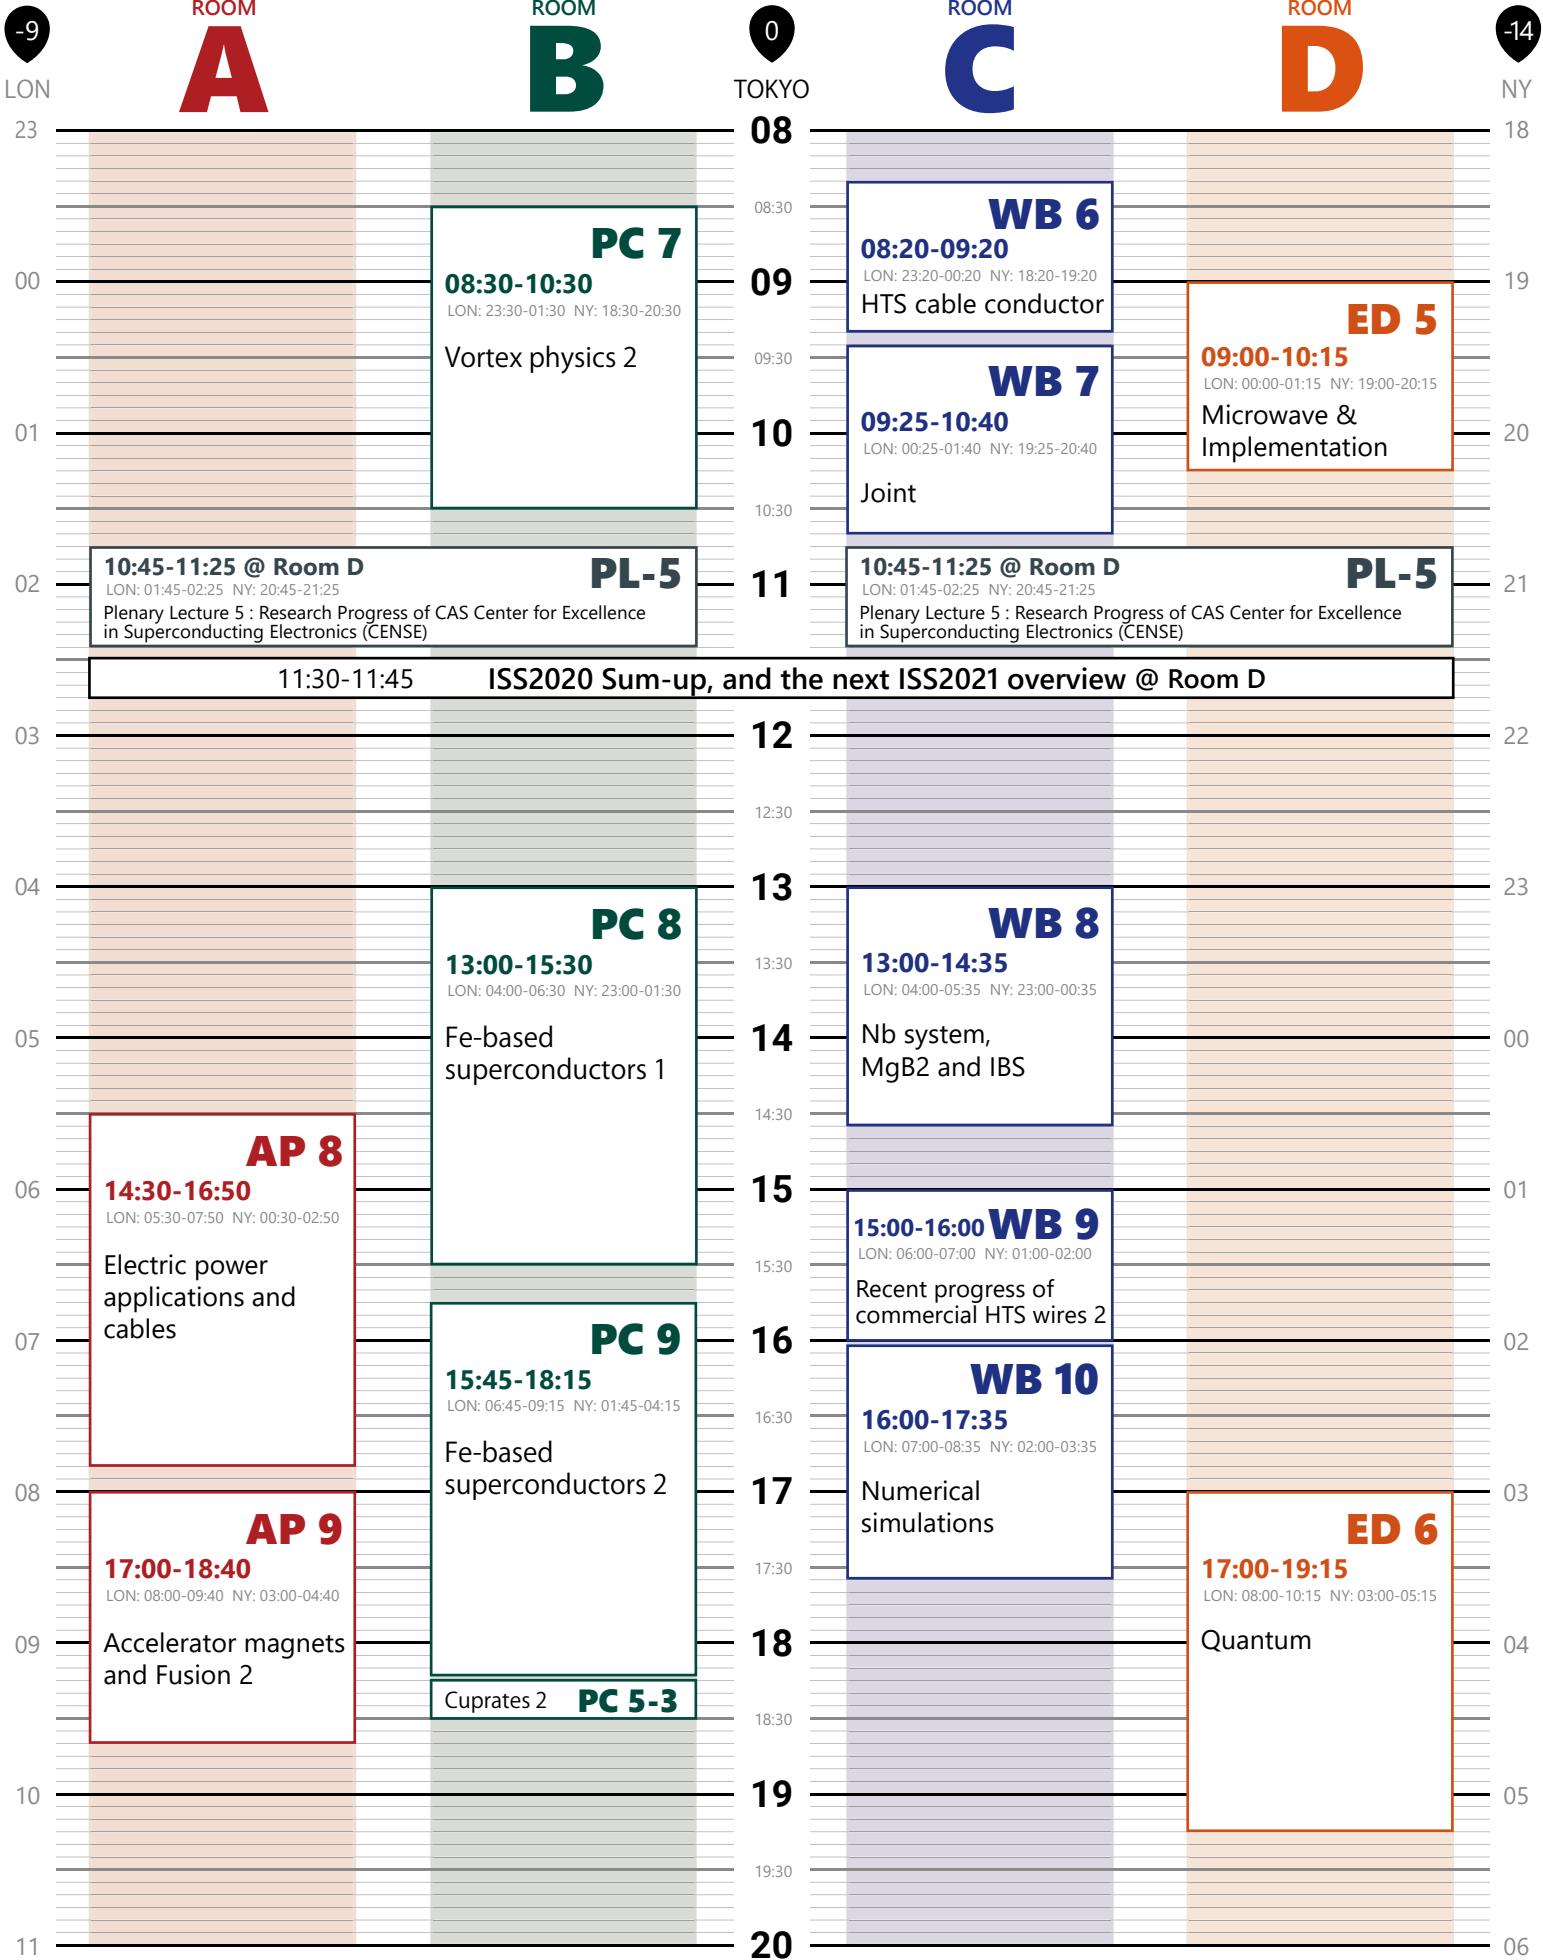 ROOM
ROOM
ROOM
ROOM
-9
A
B
0
C
D
-14
LON
TOKYO
NY
23
08
18
08:30
00
09
19
09:30
01
10
20
10:30
02
11
21
03
12
22
12:30
04
13
23
13:30
05
14
00
14:30
06
15
01
15:30
07
16
02
16:30
08
17
03
17:30
09
18
04
18:30
10
19
05
19:30
11
20
06
PC 7
08:30-10:30
LON: 23:30-01:30 NY: 18:30-20:30
Vortex physics 2
WB 6
08:20-09:20
LON: 23:20-00:20 NY: 18:20-19:20
HTS cable conductor
WB 7
09:25-10:40
LON: 00:25-01:40 NY: 19:25-20:40
Joint
ED 5
09:00-10:15
LON: 00:00-01:15 NY: 19:00-20:15
Microwave &
Implementation
10:45-11:25 @ Room D PL-5
LON: 01:45-02:25 NY: 20:45-21:25
Plenary Lecture 5 : Research Progress of CAS Center for Excellence
in Superconducting Electronics (CENSE)
10:45-11:25 @ Room D PL-5
LON: 01:45-02:25 NY: 20:45-21:25
Plenary Lecture 5 : Research Progress of CAS Center for Excellence
in Superconducting Electronics (CENSE)
11:30-11:45 ISS2020 Sum-up, and the next ISS2021 overview @ Room D
AP 8
14:30-16:50
LON: 05:30-07:50 NY: 00:30-02:50
Electric power
applications and
cables
AP 9
17:00-18:40
LON: 08:00-09:40 NY: 03:00-04:40
Accelerator magnets
and Fusion 2
PC 8
13:00-15:30
LON: 04:00-06:30 NY: 23:00-01:30
Fe-based
superconductors 1
PC 9
15:45-18:15
LON: 06:45-09:15 NY: 01:45-04:15
Fe-based
superconductors 2
Cuprates 2 PC 5-3
WB 8
13:00-14:35
LON: 04:00-05:35 NY: 23:00-00:35
Nb system,
MgB2 and IBS
15:00-16:00 WB 9
LON: 06:00-07:00 NY: 01:00-02:00
Recent progress of
commercial HTS wires 2
WB 10
16:00-17:35
LON: 07:00-08:35 NY: 02:00-03:35
Numerical
simulations
ED 6
17:00-19:15
LON: 08:00-10:15 NY: 03:00-05:15
Quantum